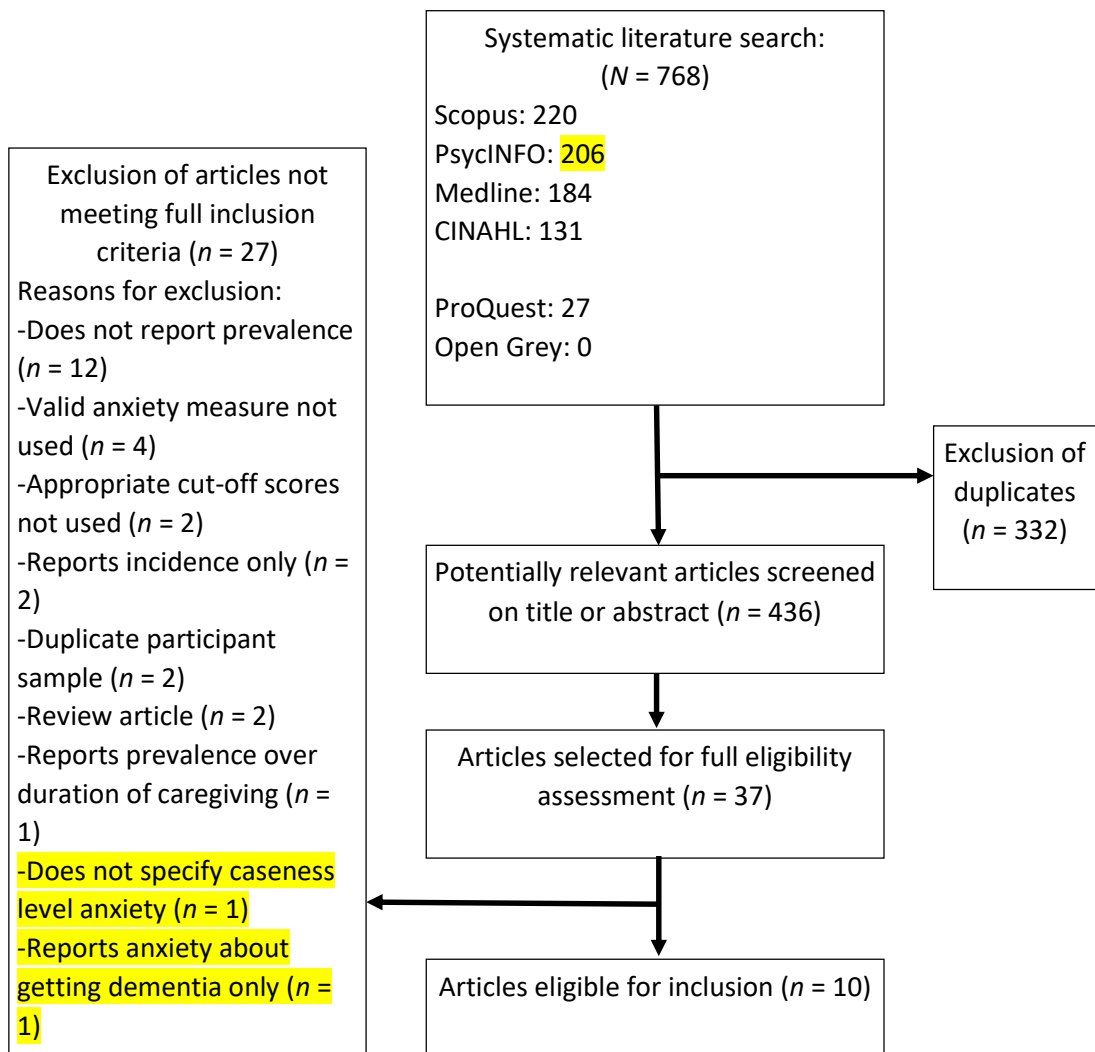 Systematic literature search:
(N = 768)
Scopus: 220
PsycINFO: 206
Medline: 184
CINAHL: 131
ProQuest: 27
Open Grey: 0
Exclusion of
duplicates
(n = 332)
Potentially relevant articles screened
on title or abstract (n = 436)
Articles selected for full eligibility
assessment (n = 37)
Exclusion of articles not
meeting full inclusion
criteria (n = 27)
Reasons for exclusion:
-Does not report prevalence
(n = 12)
-Valid anxiety measure not
used (n = 4)
-Appropriate cut-off scores
not used (n = 2)
-Reports incidence only (n =
2)
-Duplicate participant
sample (n = 2)
-Review article (n = 2)
-Reports prevalence over
duration of caregiving (n =
1)
-Does not specify caseness
level anxiety (n = 1)
-Reports anxiety about
getting dementia only (n =
1)
Articles eligible for inclusion (n = 10)